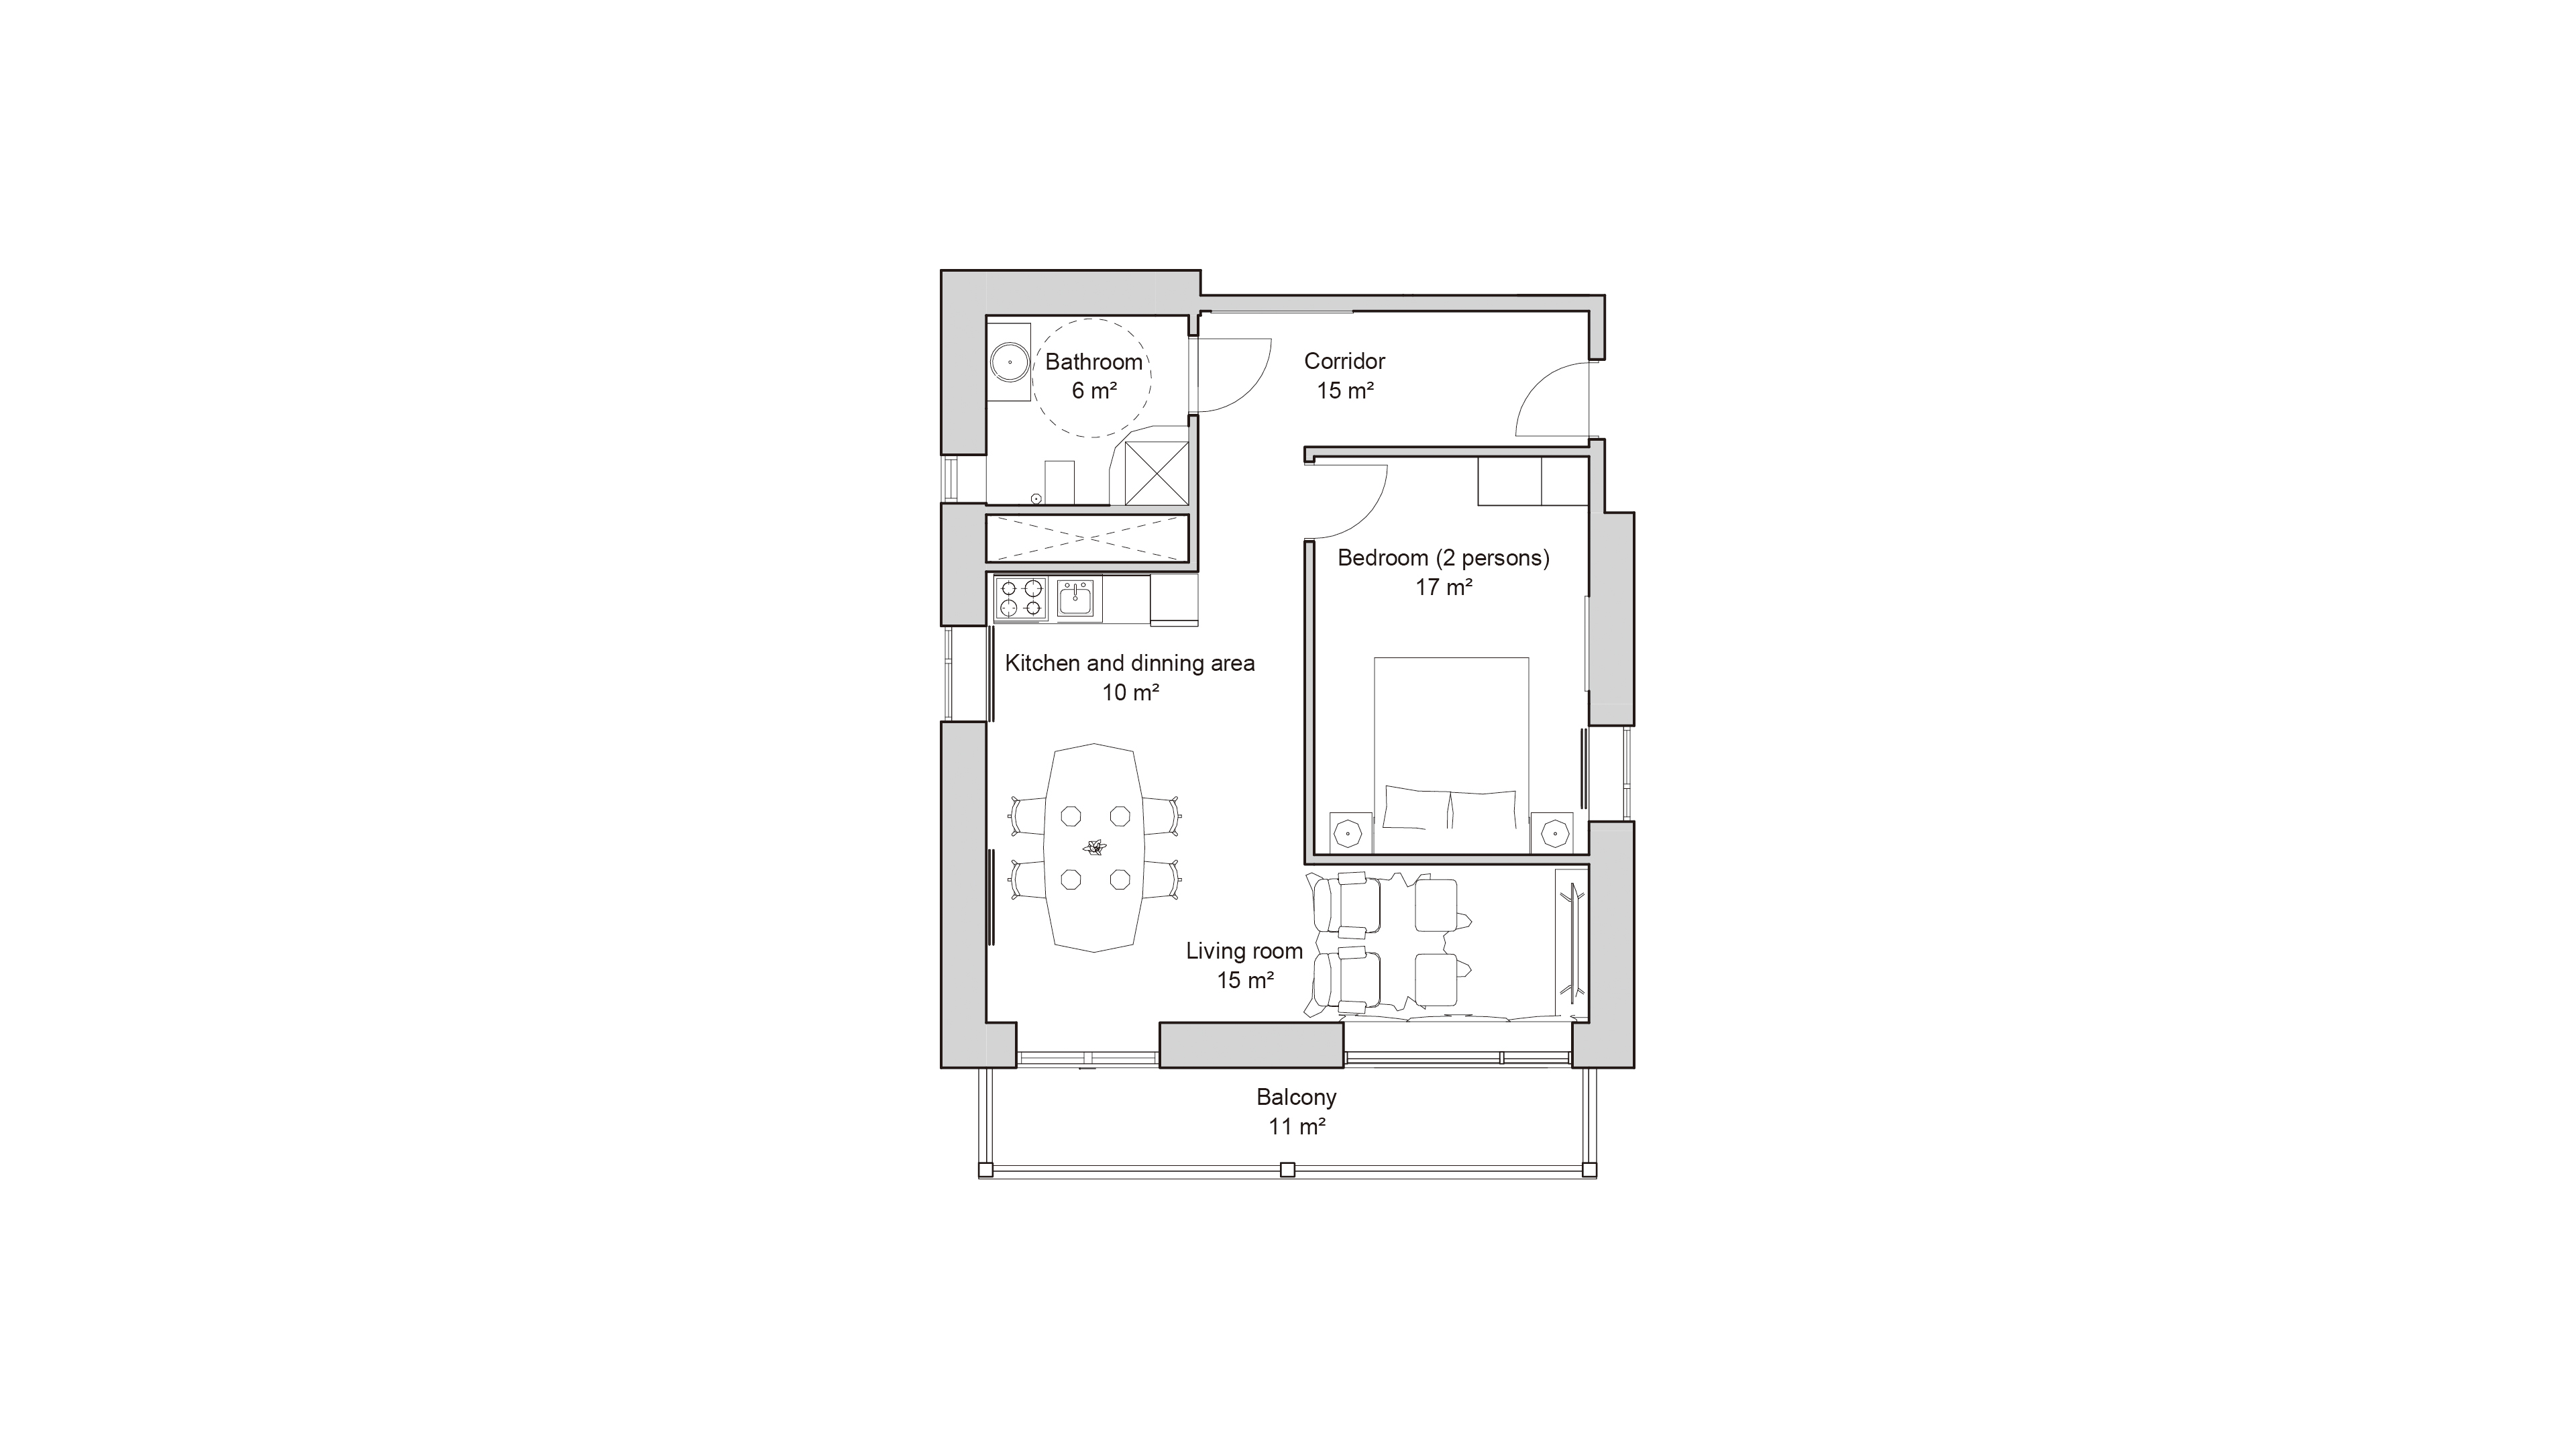 Bathroom
6 m²
Corridor
15 m²
Bedroom (2 persons)
17 m²
Kitchen and dinning area
10 m²
Living room
15 m²
Balcony
11 m²